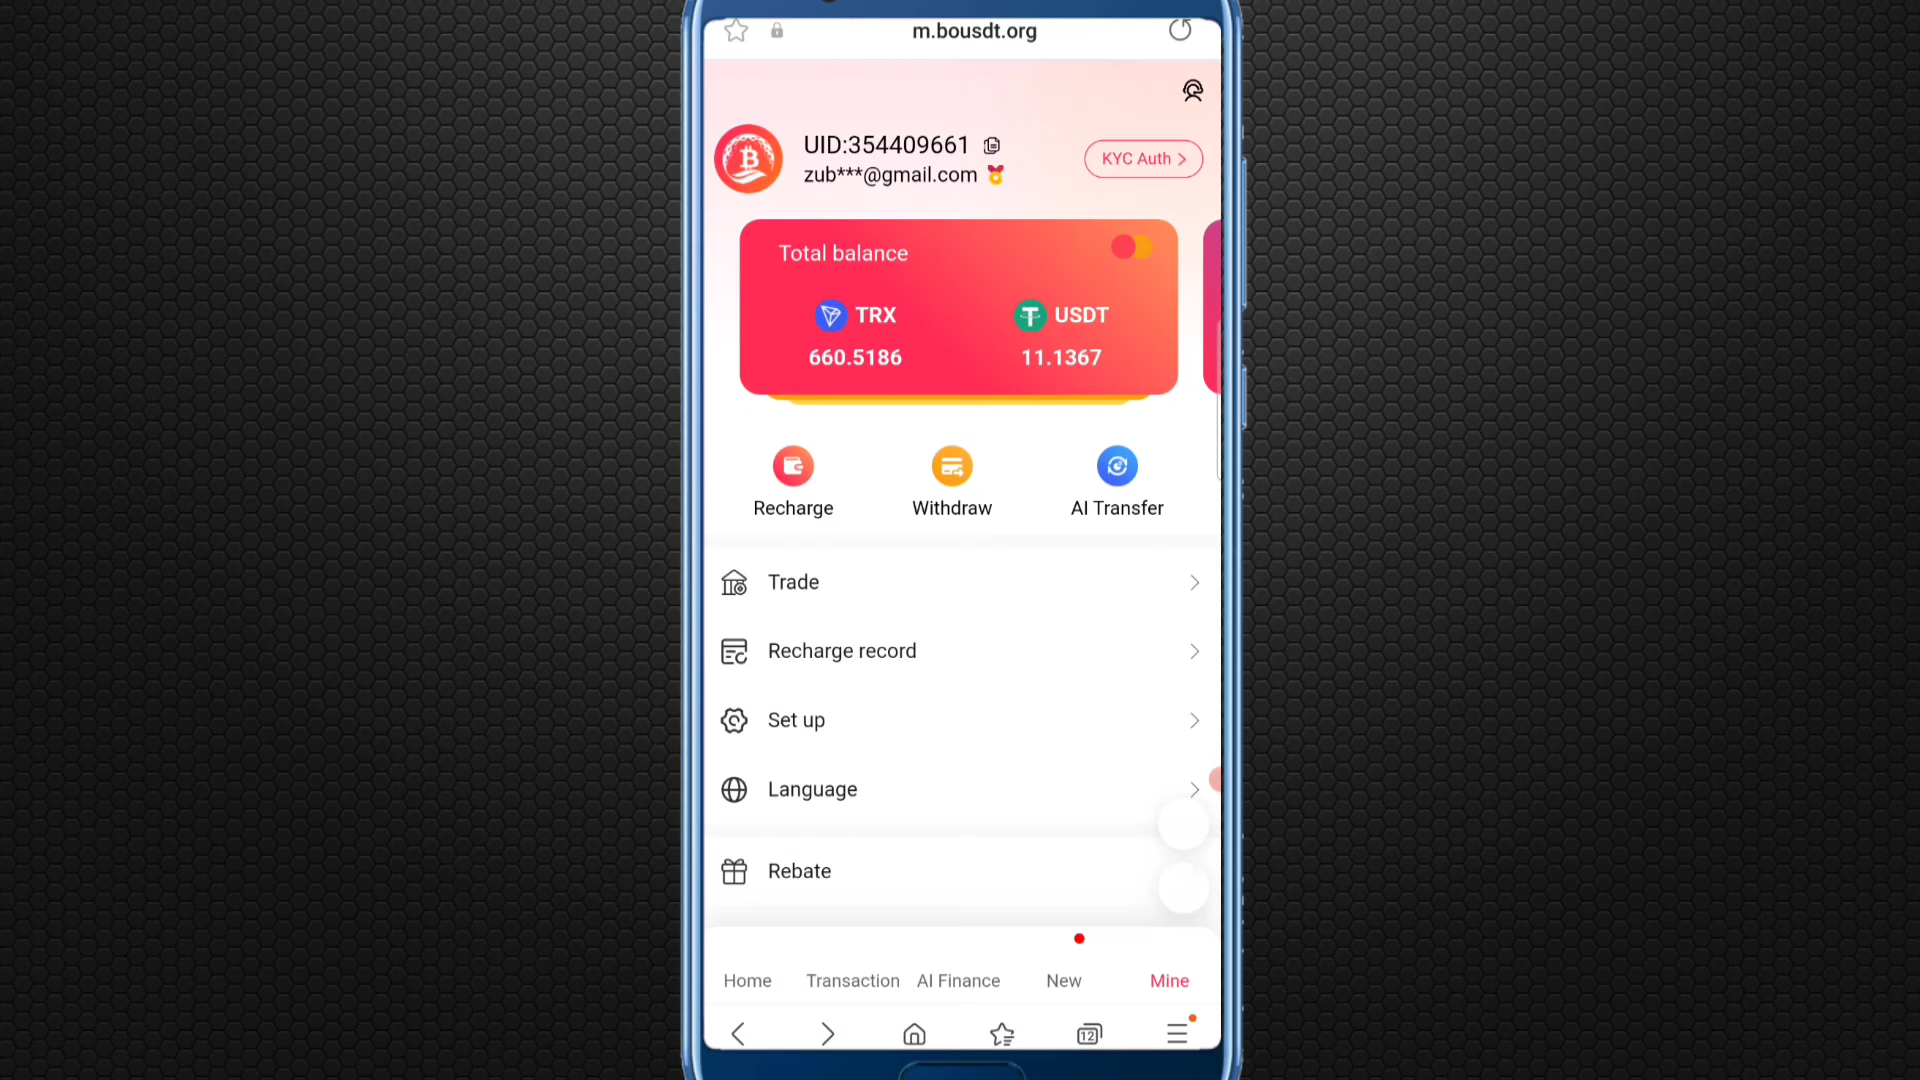 m.bousdt.org
UID:354409661
zub***@gmail.com
KYC Auth
Total balance
TRX
USDT
660.5186
11.1367
Recharge
Withdraw
AI Transfer
Trade
Recharge record
Set up
Language
Rebate
Home
Transaction
AI Finance
New
Mine
12